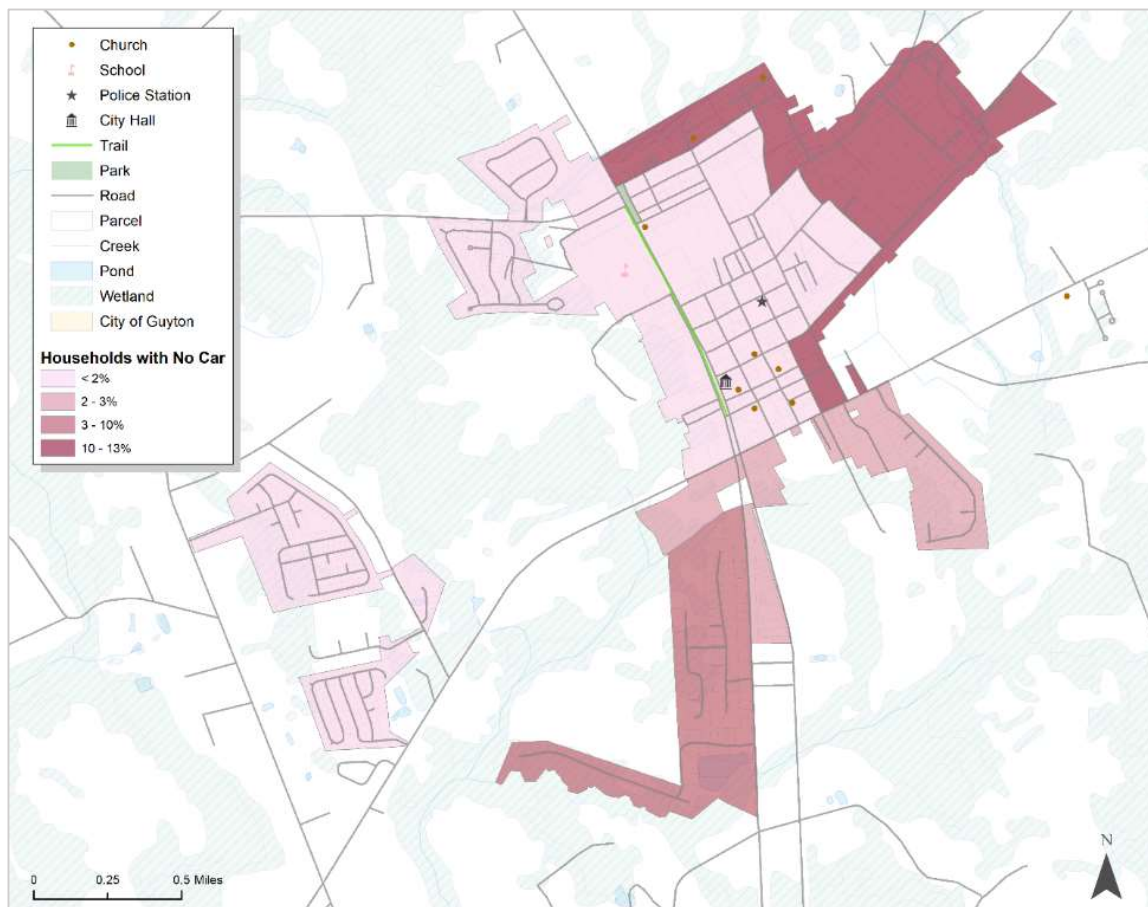 Church
School
Police Station
City Hall
Trail
Park
Road
Parcel
Creek
Pond
Wetland
City of Guyton
Households with No Car
< 2%
2 - 3%
3 - 10%
10 - 13%
0 0.25 0.5 Miles
N